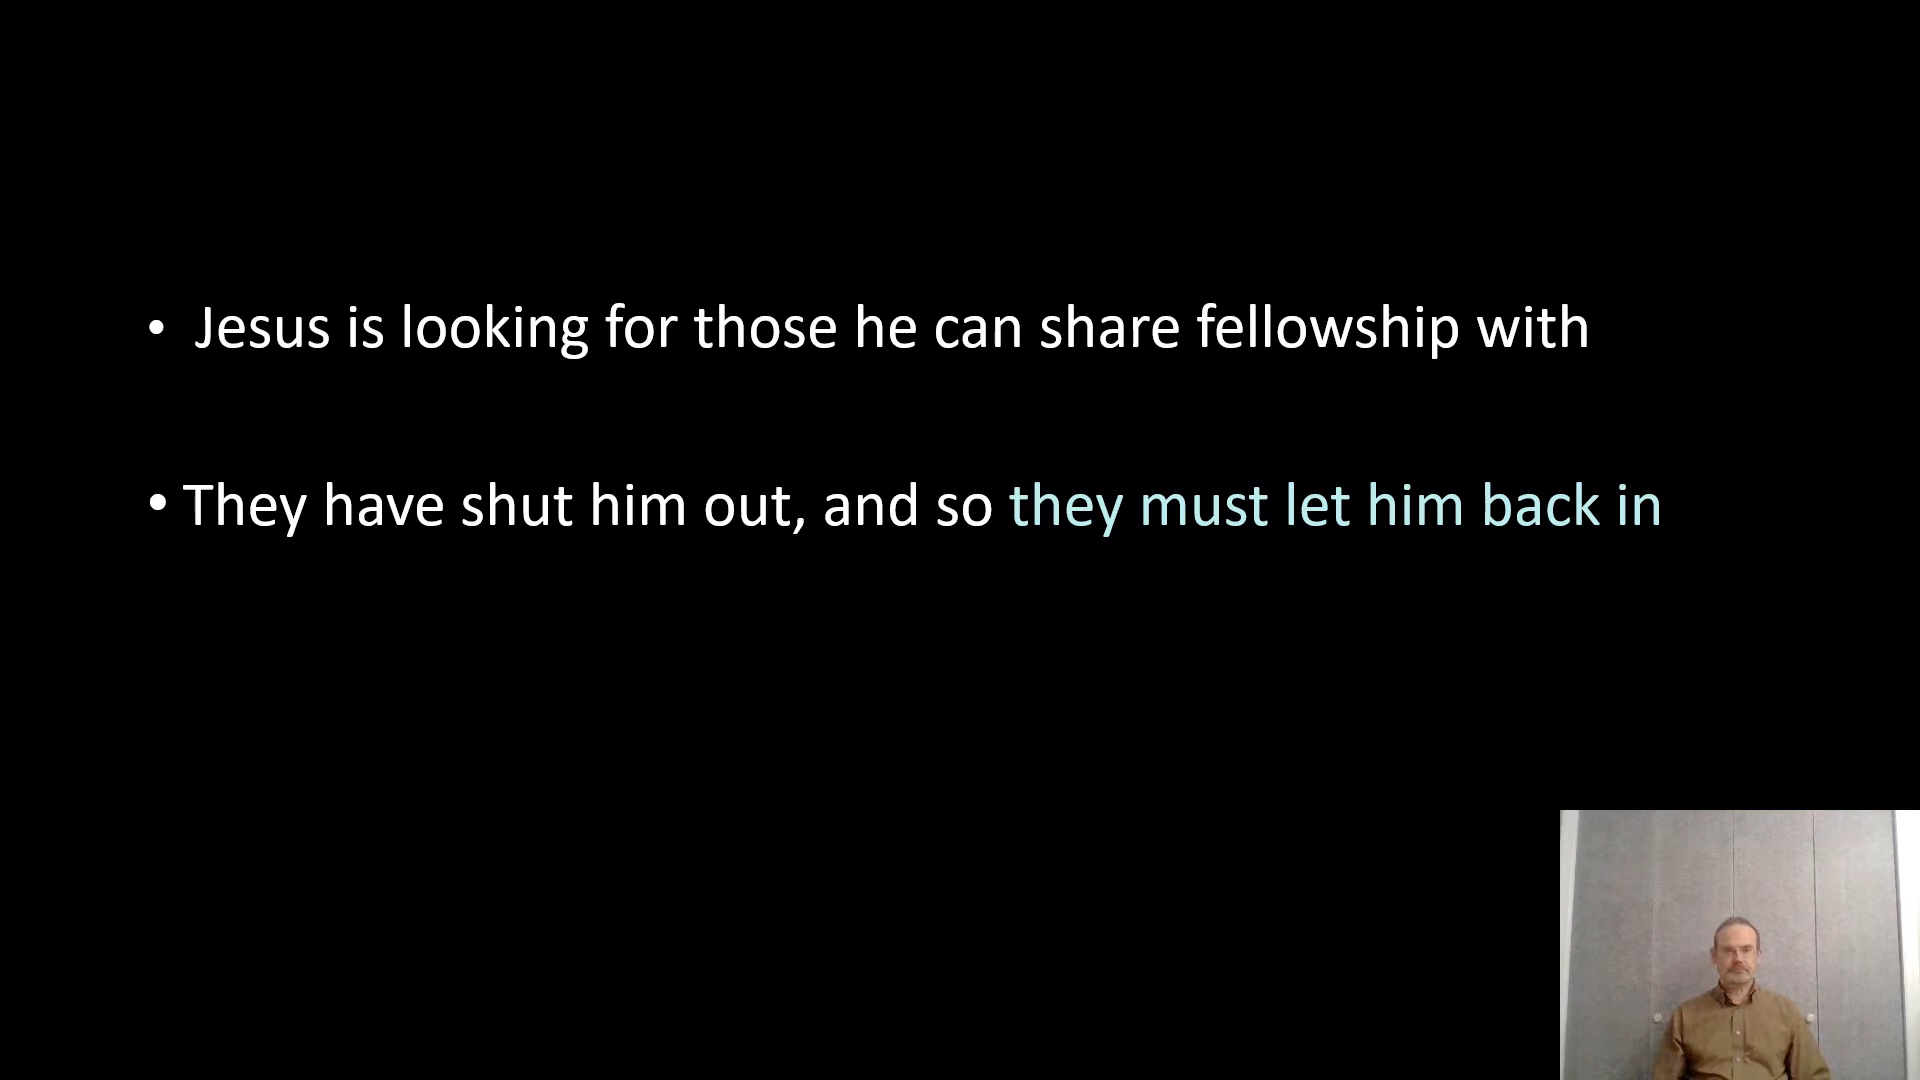 • Jesus is looking for those he can share fellowship with
• They have shut him out, and so they must let him back in